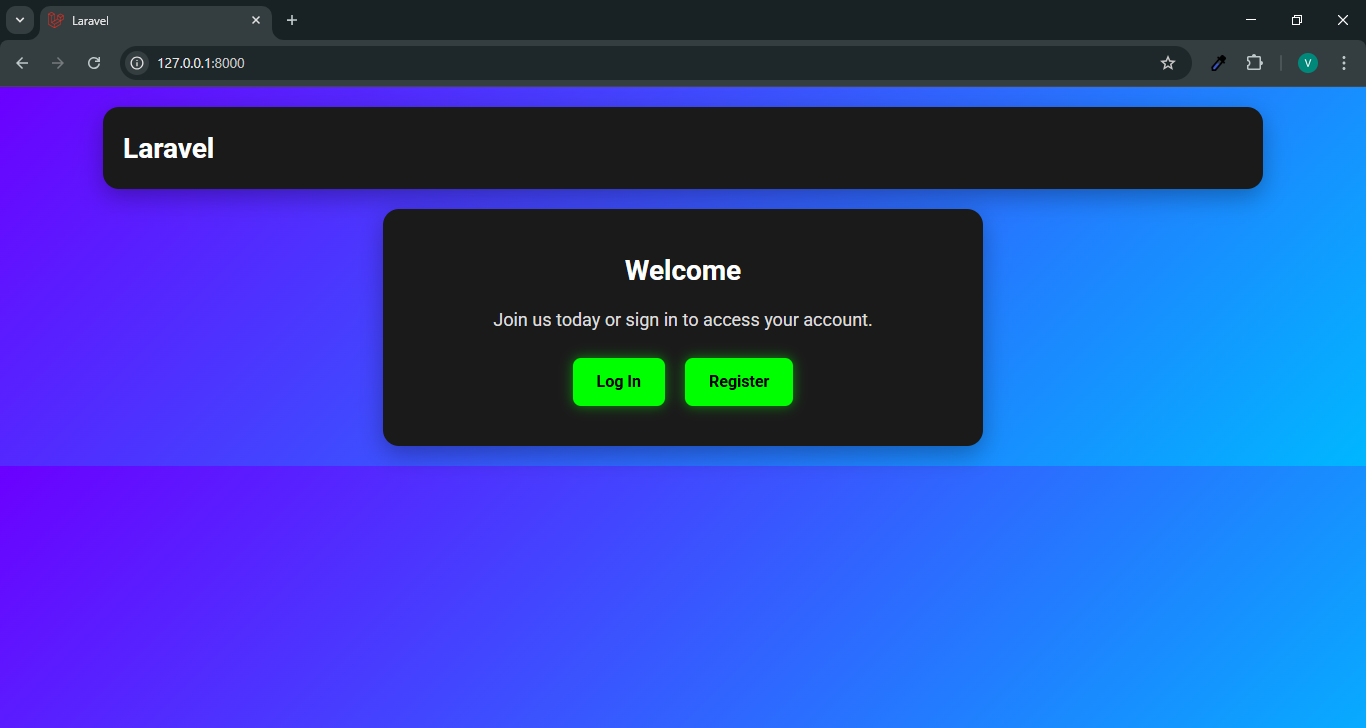 Laravel
127.0.0.1:8000
V
Laravel
Welcome
Join us today or sign in to access your account.
Log In
Register